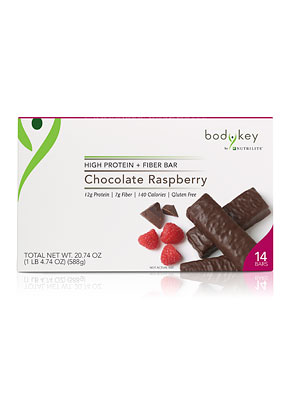 bodykey
by NUTRILITE
HIGH PROTEIN + FIBER BAR
Chocolate Raspberry
12g Protein | 7g Fiber | 140 Calories | Gluten Free
TOTAL NET WT. 20.74 OZ
(1 LB 4.74 OZ) (588g)
14
BARS